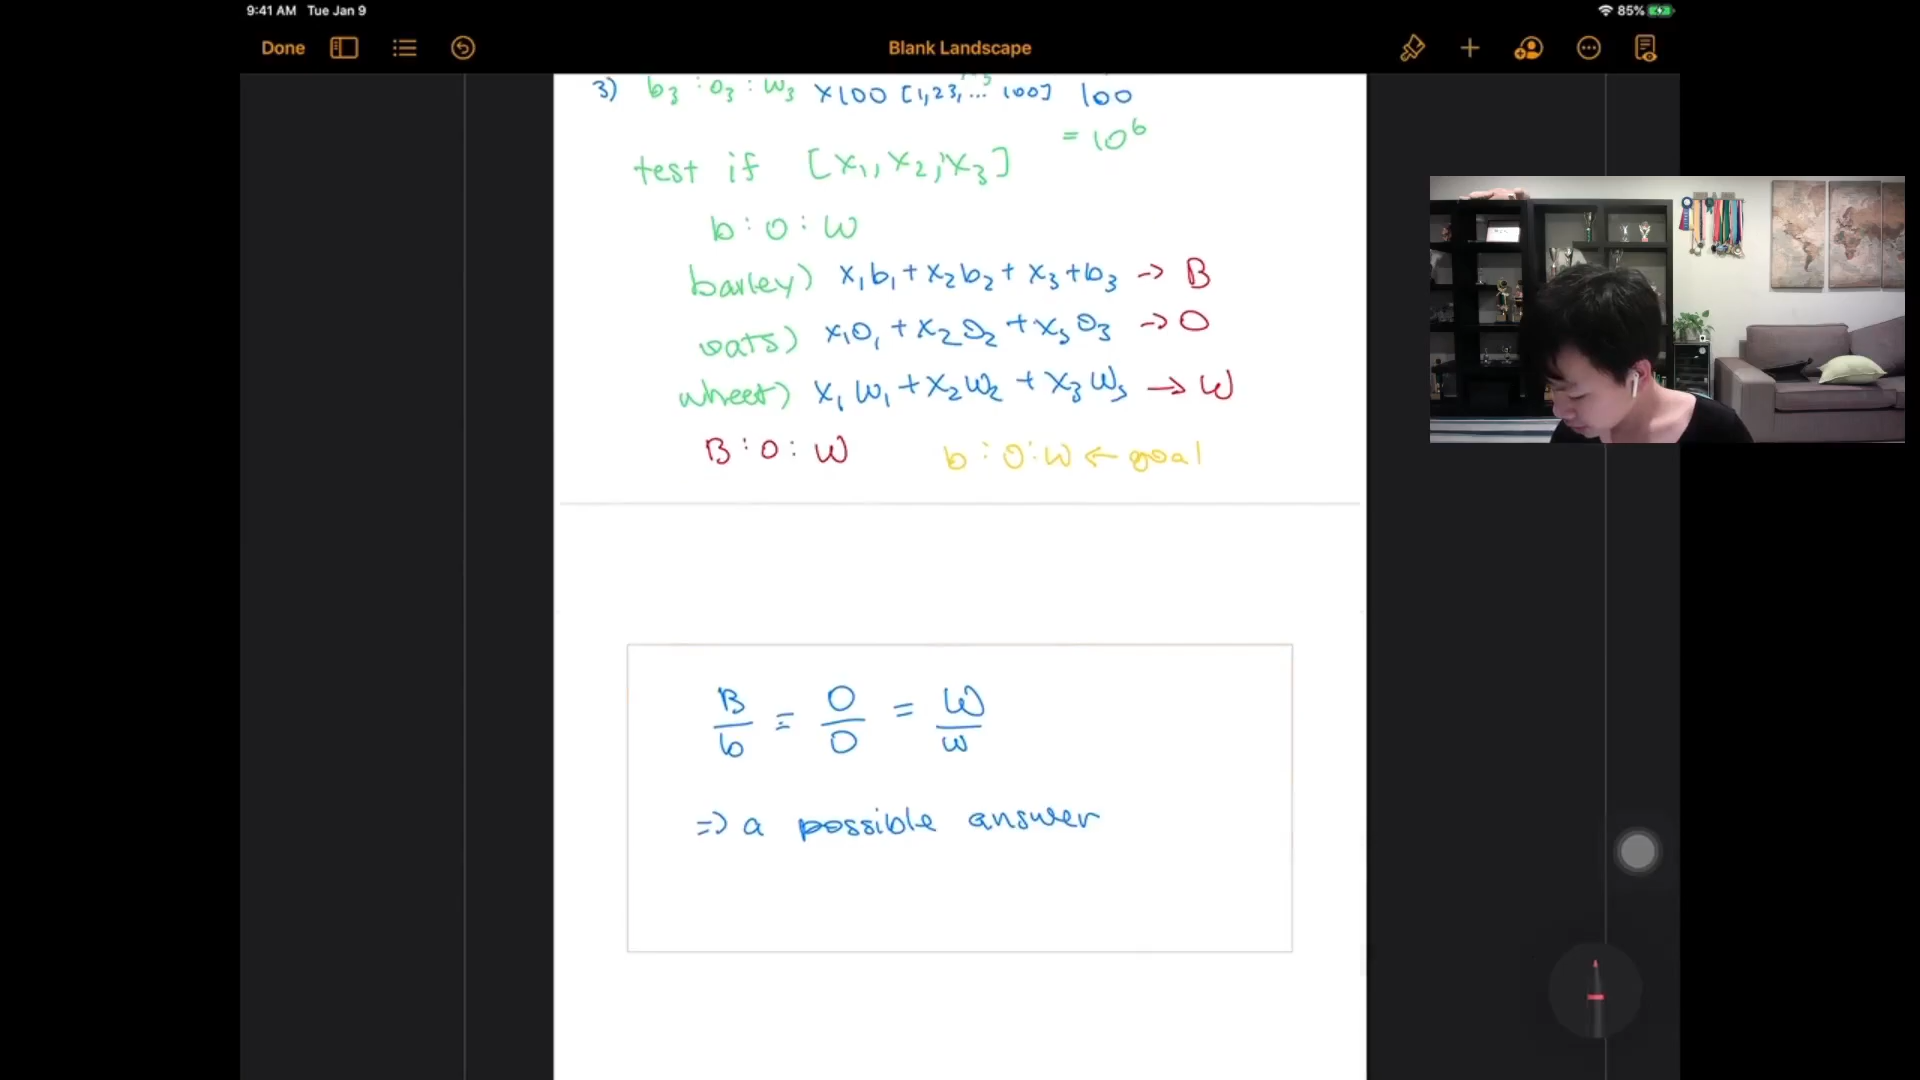 9:41 AM Tue Jan 9 85%
Done Blank Landscape
3) b₃ : O₃ : W₃ ×100 [1,2,3,... 100] 100
= 10⁶
test if [x₁, x₂, x₃]
b : O : W
barley) x₁b₁ + x₂b₂ + x₃+b₃ -> B
oats) x₁O₁ + x₂O₂ + x₃O₃ -> O
wheet) x₁W₁ + x₂W₂ + x₃W₃ -> W
B : O : W b : O : W <- goal
B/b = O/O = W/w
=> a possible answer